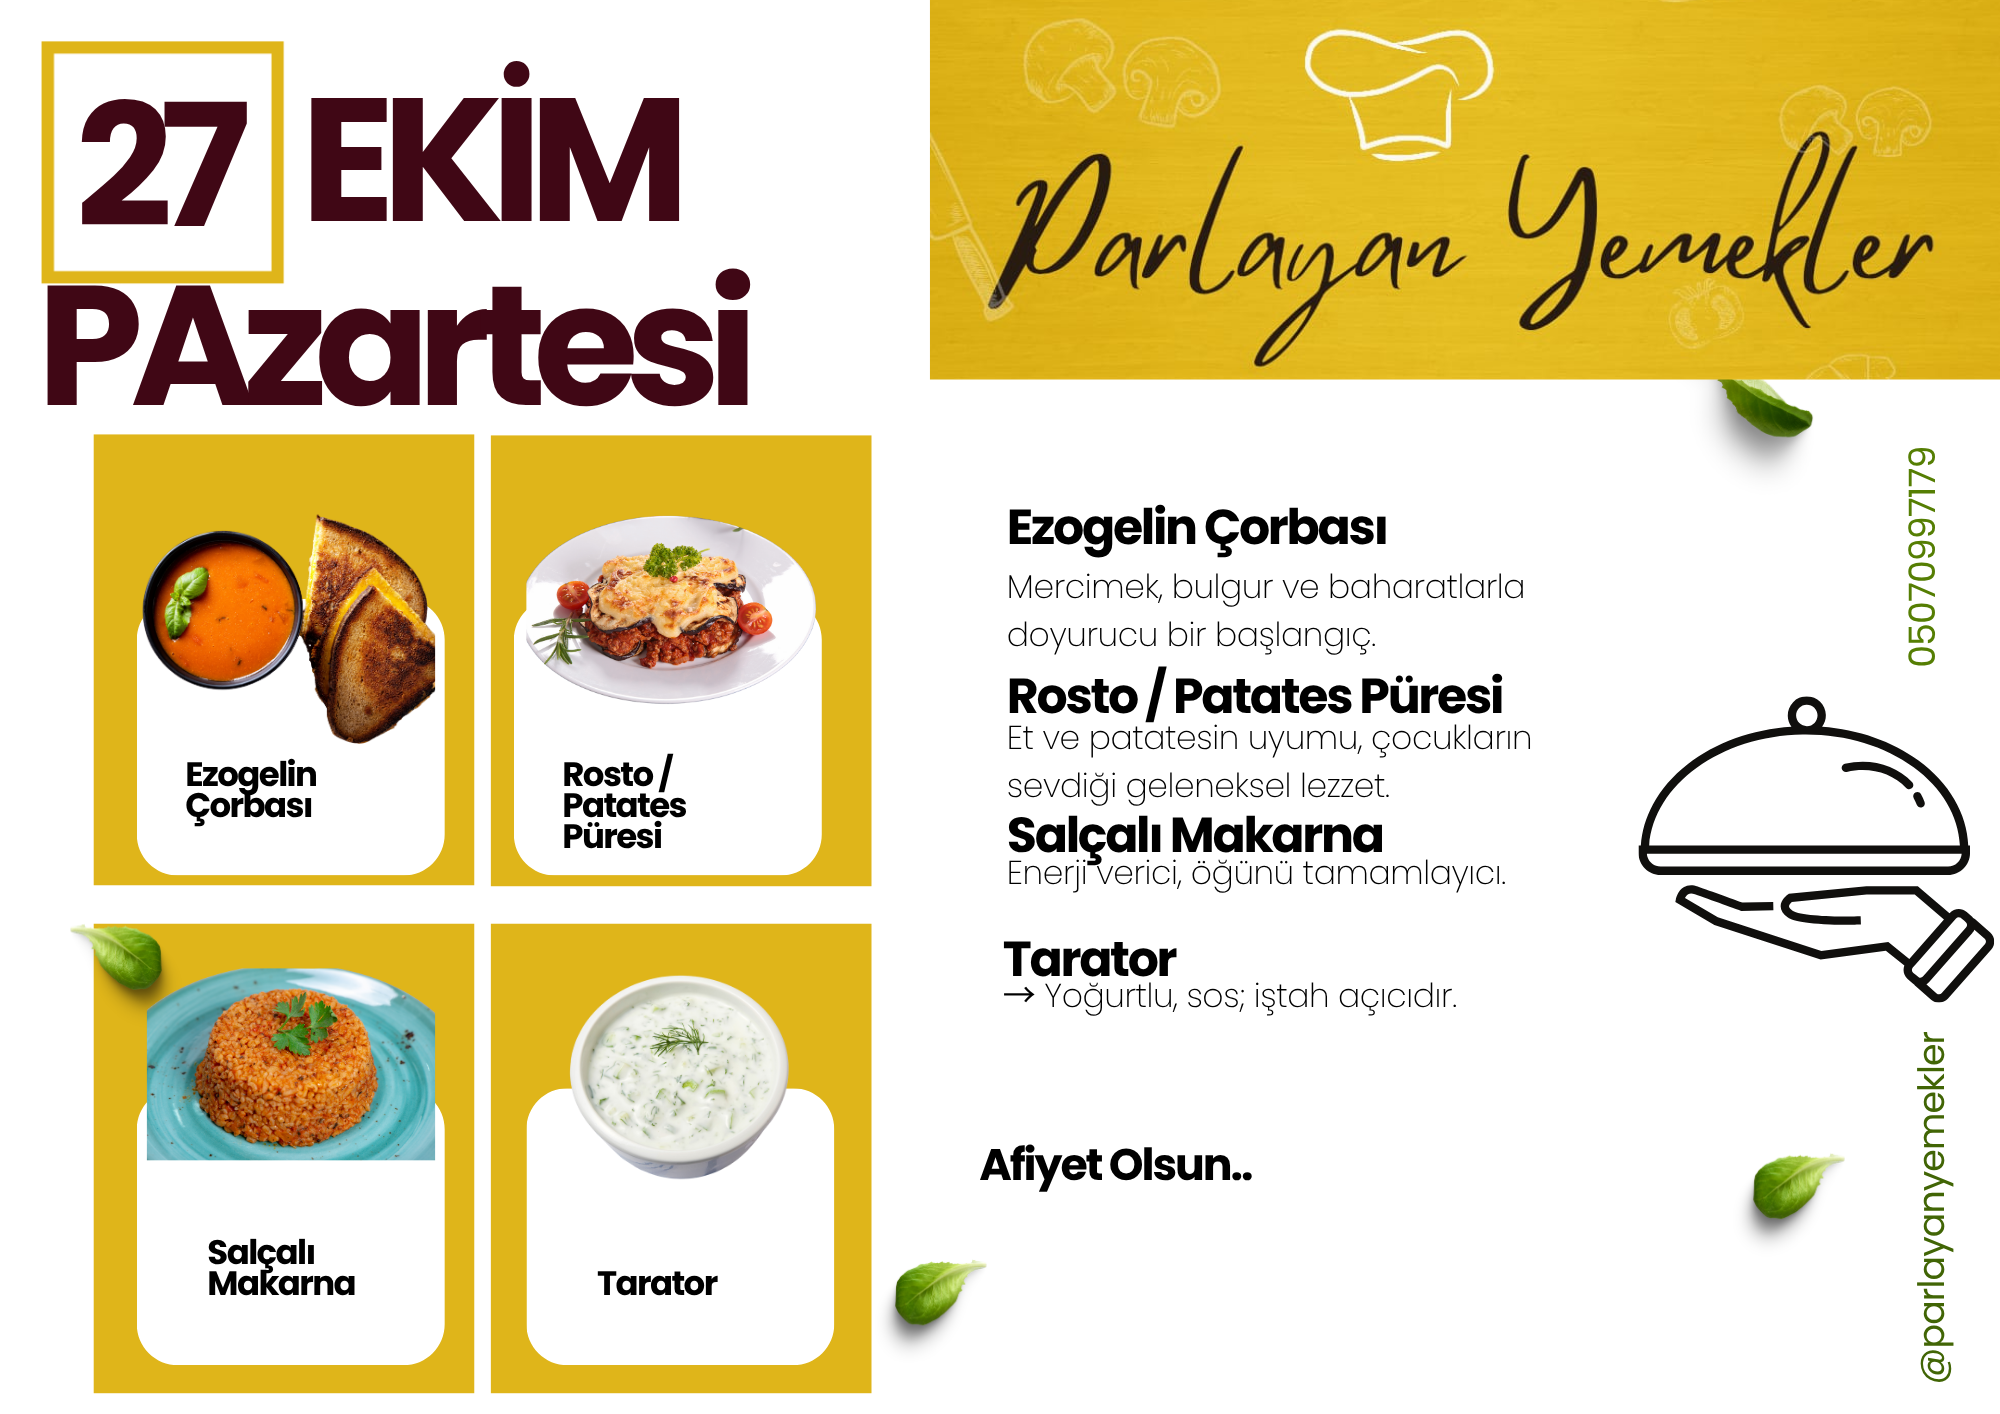 27 EKİM
PAzartesi
Parlayan Yemekler
Ezogelin
Çorbası
Rosto /
Patates
Püresi
Salçalı
Makarna
Tarator
Ezogelin Çorbası
Mercimek, bulgur ve baharatlarla
doyurucu bir başlangıç.
Rosto / Patates Püresi
Et ve patatesin uyumu, çocukların
sevdiği geleneksel lezzet.
Salçalı Makarna
Enerji verici, öğünü tamamlayıcı.
Tarator
→ Yoğurtlu, sos; iştah açıcıdır.
Afiyet Olsun..
05070997179
@parlayanyemekler